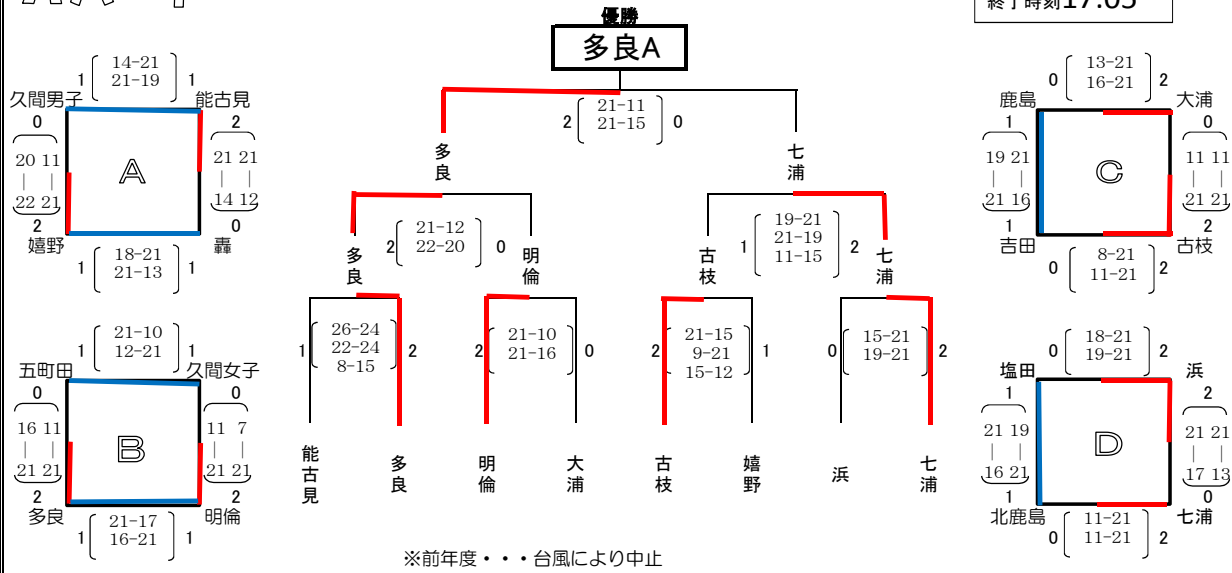 終了時刻17:05
優勝
多良A
2 21-11 0
21-15
多良
七浦
21-12
22-20
2 0
多良
明倫
19-21
21-19
11-15
1 2
古枝
七浦
26-24
22-24
8-15
1 2
21-10
21-16
2 0
21-15
9-21
15-12
2 1
15-21
19-21
0 2
能古見
多良
明倫
大浦
古枝
嬉野
浜
七浦
14-21
21-19
1 1
久間男子 能古見
0 2
20 11 21 21
| | | |
22 21 14 12
A
2 0
嬉野 轟
18-21
21-13
1 1
21-10
12-21
1 1
五町田 久間女子
0 0
16 11 11 7
| | | |
21 21 21 21
B
2 2
多良 明倫
21-17
16-21
1 1
13-21
16-21
0 2
鹿島 大浦
1 0
19 21 11 11
| | | |
21 16 21 21
C
1 2
吉田 古枝
8-21
11-21
0 2
18-21
19-21
0 2
塩田 浜
1 2
21 19 21 21
| | | |
16 21 17 13
D
1 0
北鹿島 七浦
11-21
11-21
0 2
※前年度・・・台風により中止